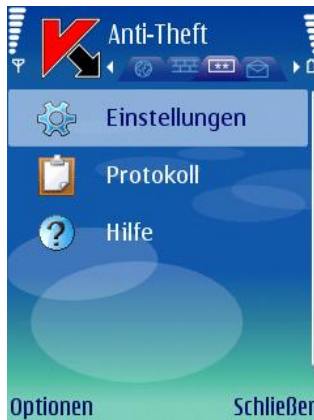 Anti-Theft
Einstellungen
Protokoll
Hilfe
Optionen
Schließen